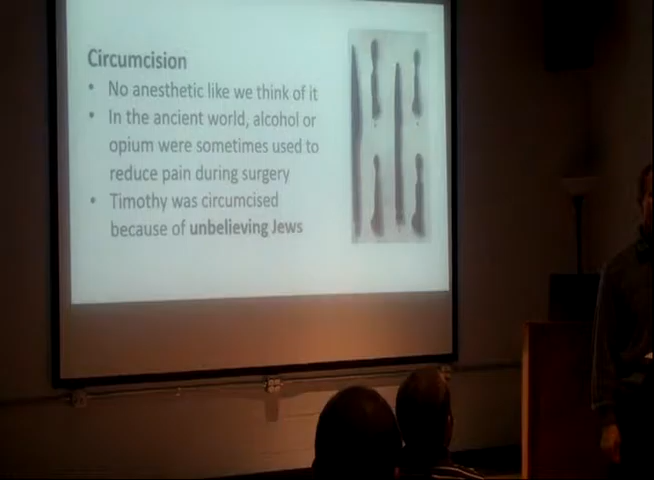 Circumcision
• No anesthetic like we think of it
• In the ancient world, alcohol or
opium were sometimes used to
reduce pain during surgery
• Timothy was circumcised
because of unbelieving Jews